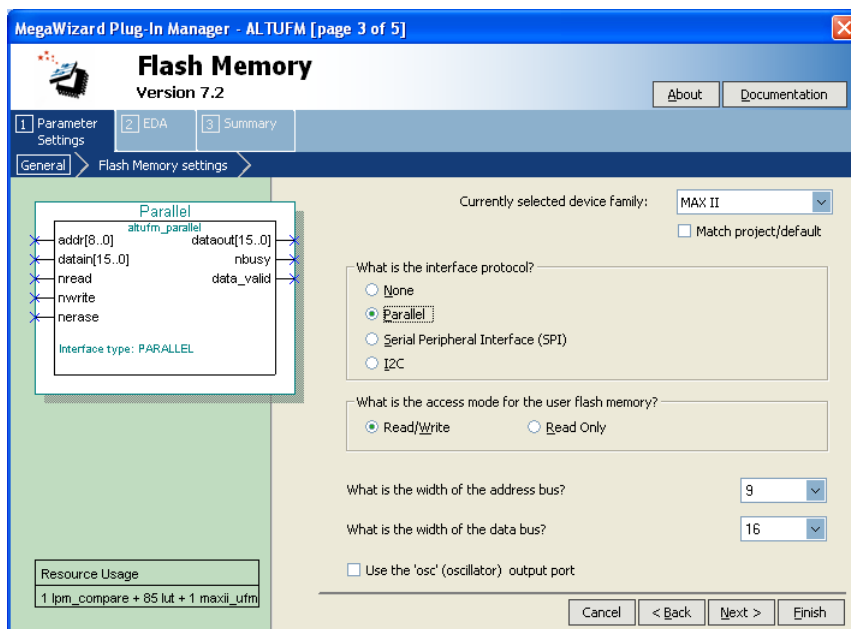 MegaWizard Plug-In Manager - ALTUFM [page 3 of 5]
Flash Memory
Version 7.2
About
Documentation
1 Parameter Settings
2 EDA
3 Summary
General
Flash Memory settings
Parallel
altufm_parallel
addr[8..0]
dataout[15..0]
datain[15..0]
nbusy
nread
data_valid
nwrite
nerase
Interface type: PARALLEL
Resource Usage
1 lpm_compare + 85 lut + 1 maxii_ufm
Currently selected device family:
MAX II
Match project/default
What is the interface protocol?
None
Parallel
Serial Peripheral Interface (SPI)
I2C
What is the access mode for the user flash memory?
Read/Write
Read Only
What is the width of the address bus?
9
What is the width of the data bus?
16
Use the 'osc' (oscillator) output port
Cancel
< Back
Next >
Finish